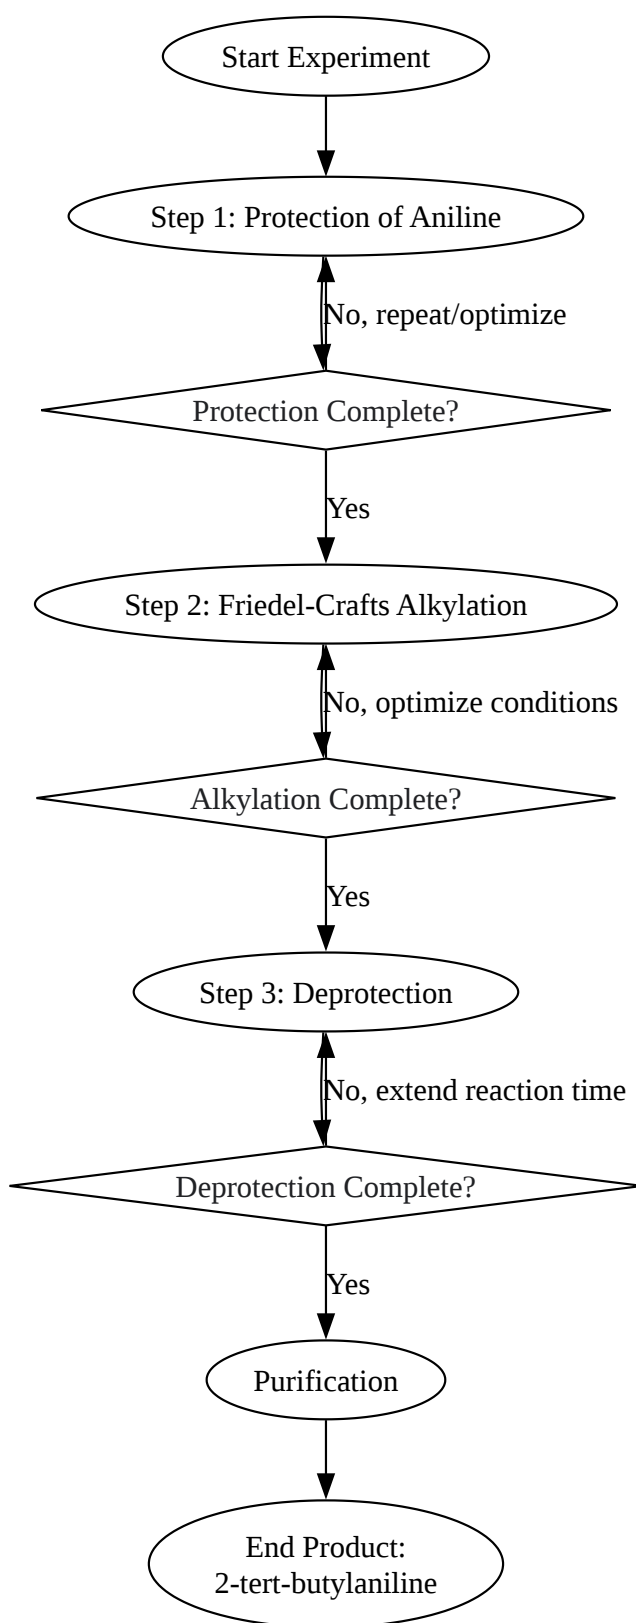 Start Experiment
Step 1: Protection of Aniline
No, repeat/optimize
Protection Complete?
Yes
Step 2: Friedel-Crafts Alkylation
No, optimize conditions
Alkylation Complete?
Yes
Step 3: Deprotection
No, extend reaction time
Deprotection Complete?
Yes
Purification
End Product:
2-tert-butylaniline